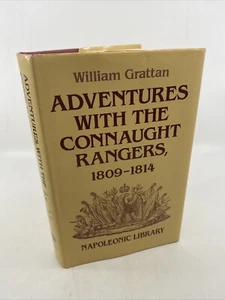 William Grattan
ADVENTURES
WITH THE
CONNAUGHT
RANGERS,
1809–1814
NAPOLEONIC LIBRARY
ADVENTURES WITH THE